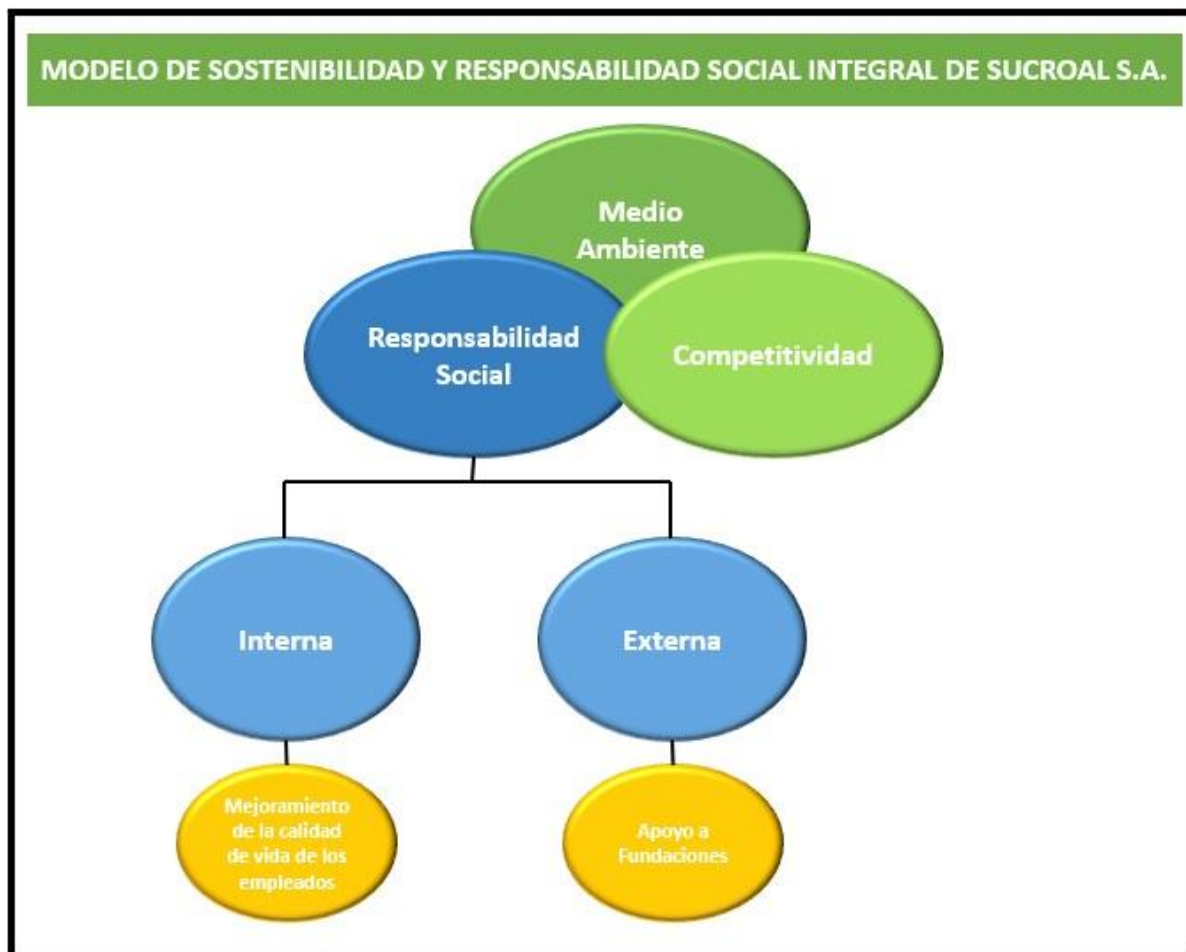 MODELO DE SOSTENIBILIDAD Y RESPONSABILIDAD SOCIAL INTEGRAL DE SUCROAL S.A.
Medio
Ambiente
Responsabilidad
Social
Competitividad
Interna
Externa
Mejoramiento
de la calidad
de vida de los
empleados
Apoyo a
Fundaciones